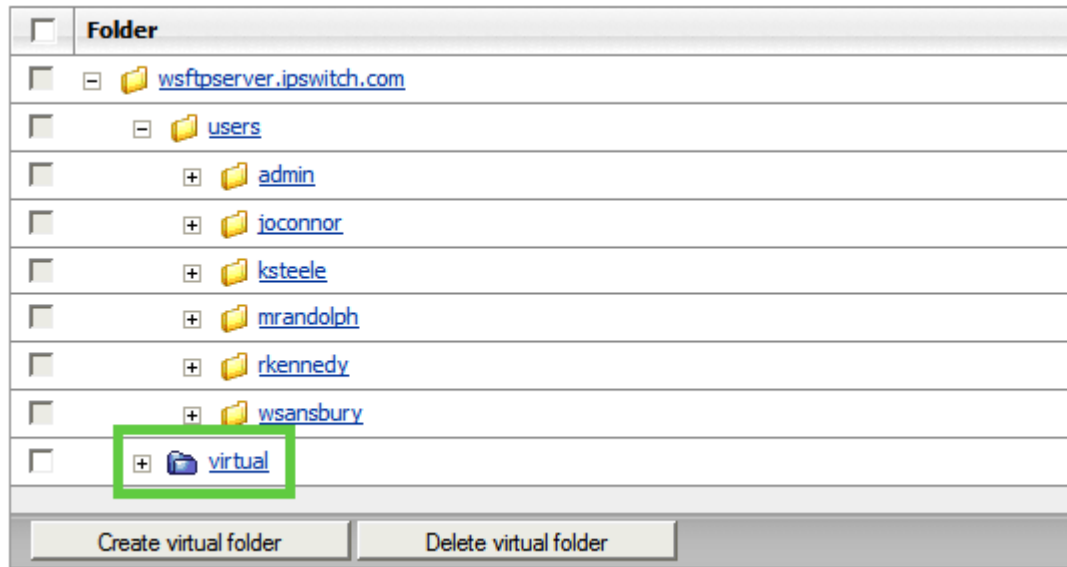 Folder
wsftpserver.ipswitch.com
users
admin
joconnor
ksteele
mrandolph
rkennedy
wsansbury
virtual
Create virtual folder Delete virtual folder